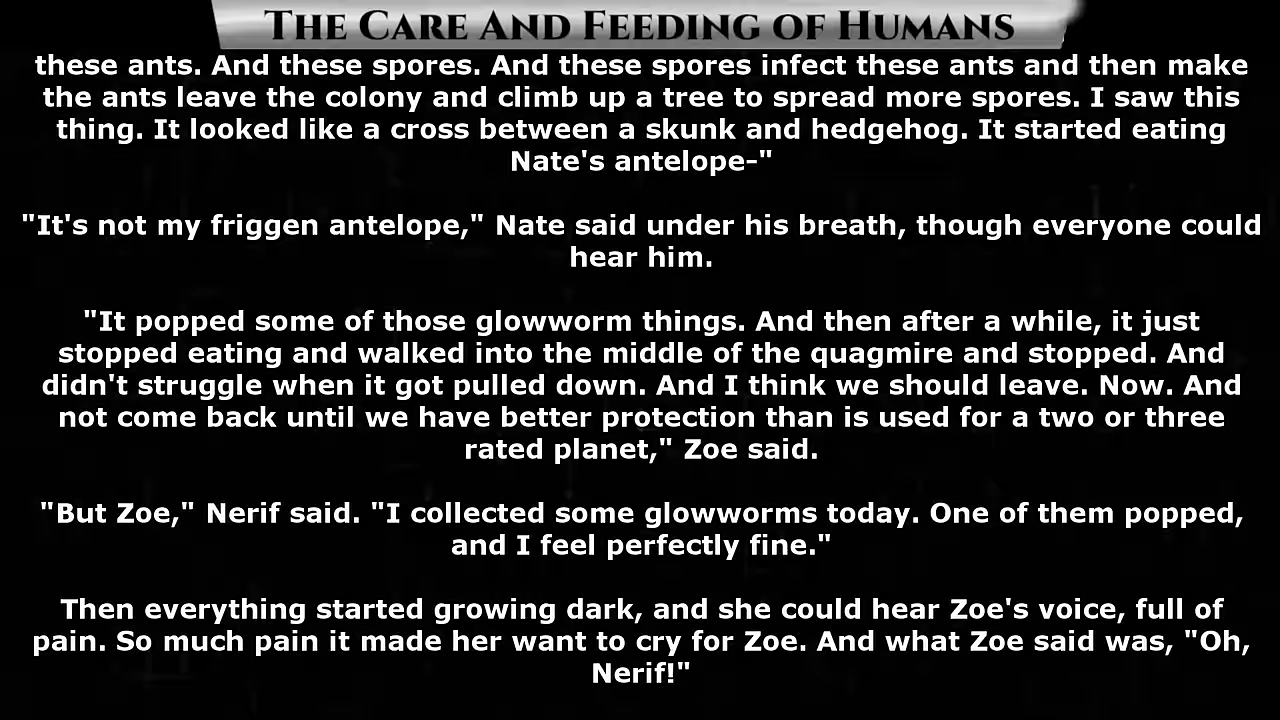 The Care And Feeding of Humans
these ants. And these spores. And these spores infect these ants and then make
the ants leave the colony and climb up a tree to spread more spores. I saw this
thing. It looked like a cross between a skunk and hedgehog. It started eating
Nate's antelope-"
"It's not my friggen antelope," Nate said under his breath, though everyone could
hear him.
"It popped some of those glowworm things. And then after a while, it just
stopped eating and walked into the middle of the quagmire and stopped. And
didn't struggle when it got pulled down. And I think we should leave. Now. And
not come back until we have better protection than is used for a two or three
rated planet," Zoe said.
"But Zoe," Nerif said. "I collected some glowworms today. One of them popped,
and I feel perfectly fine."
Then everything started growing dark, and she could hear Zoe's voice, full of
pain. So much pain it made her want to cry for Zoe. And what Zoe said was, "Oh,
Nerif!"